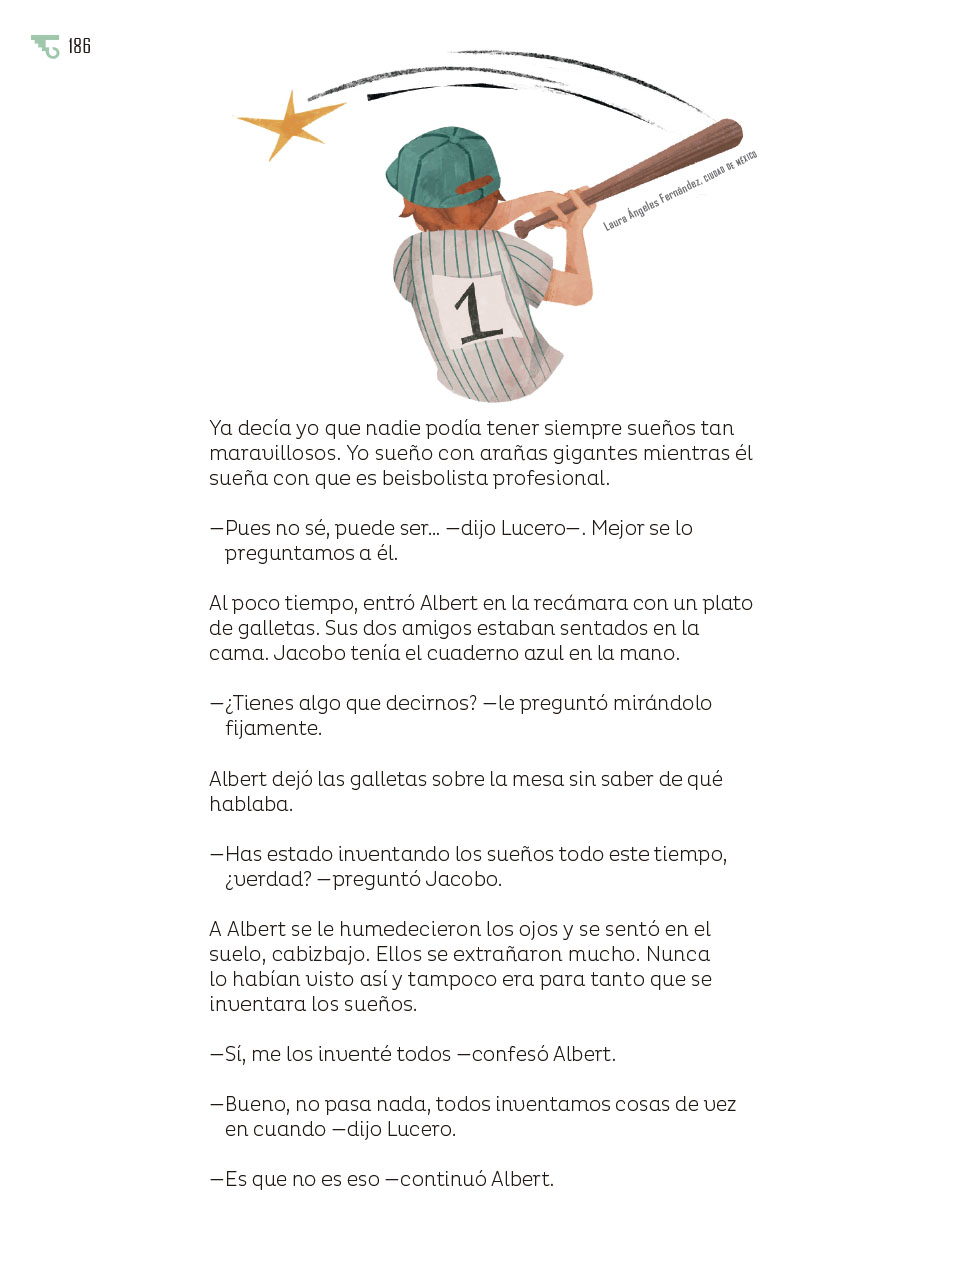 186
Laura Ángeles Fernández, CIUDAD DE MÉXICO
1
Ya decía yo que nadie podía tener siempre sueños tan
maravillosos. Yo sueño con arañas gigantes mientras él
sueña con que es beisbolista profesional.
—Pues no sé, puede ser... —dijo Lucero—. Mejor se lo
preguntamos a él.
Al poco tiempo, entró Albert en la recámara con un plato
de galletas. Sus dos amigos estaban sentados en la
cama. Jacobo tenía el cuaderno azul en la mano.
—¿Tienes algo que decirnos? —le preguntó mirándolo
fijamente.
Albert dejó las galletas sobre la mesa sin saber de qué
hablaba.
—Has estado inventando los sueños todo este tiempo,
¿verdad? —preguntó Jacobo.
A Albert se le humedecieron los ojos y se sentó en el
suelo, cabizbajo. Ellos se extrañaron mucho. Nunca
lo habían visto así y tampoco era para tanto que se
inventara los sueños.
—Sí, me los inventé todos —confesó Albert.
—Bueno, no pasa nada, todos inventamos cosas de vez
en cuando —dijo Lucero.
—Es que no es eso —continuó Albert.